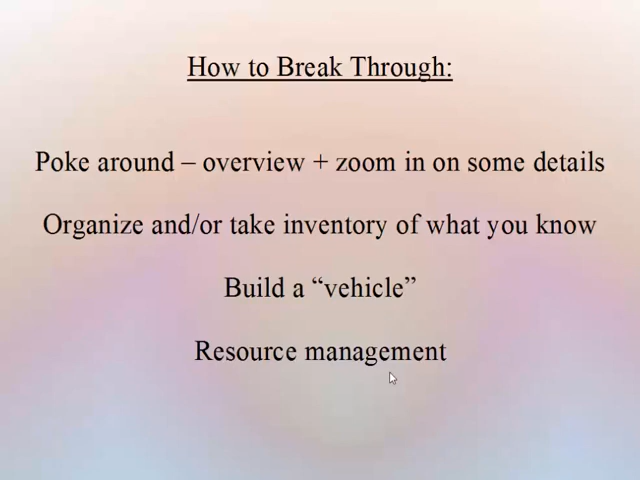 How to Break Through:
Poke around – overview + zoom in on some details
Organize and/or take inventory of what you know
Build a “vehicle”
Resource management